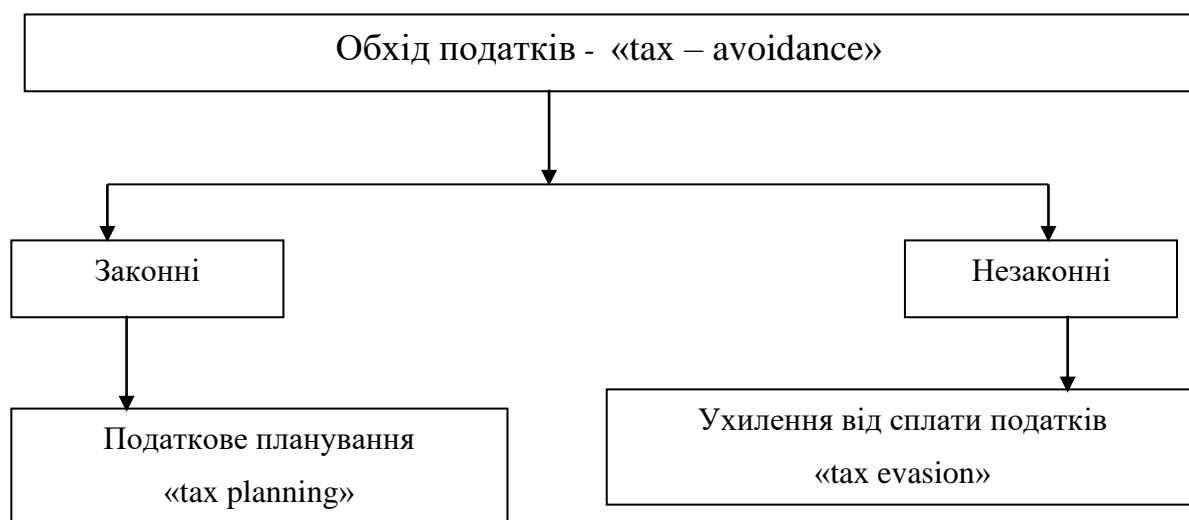 Обхід податків - «tax – avoidance»
Законні
Незаконні
Податкове планування
«tax planning»
Ухилення від сплати податків
«tax evasion»